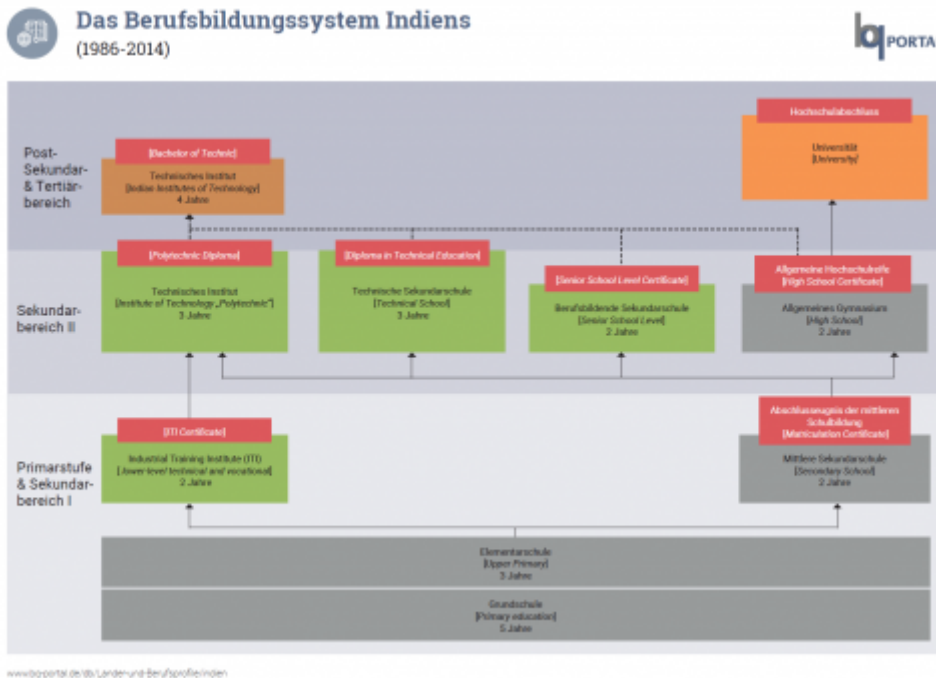 Das Berufsbildungssystem Indiens
(1986-2014)
bq PORTA
Post-
Sekundar-
& Tertiär-
bereich
[Bachelor of Technic]
Technisches Institut
[Indian Institutes of Technology]
4 Jahre
Hochschulabschluss
Universität
[University]
Sekundar-
bereich II
[Polytechnic Diploma]
Technisches Institut
[Institute of Technology „Polytechnic"]
3 Jahre
[Diploma in Technical Education]
Technische Sekundarschule
[Technical School]
3 Jahre
[Senior School Level Certificate]
Berufsbildende Sekundarschule
[Senior School Level]
2 Jahre
Allgemeine Hochschulreife
[High School Certificate]
Allgemeines Gymnasium
[High School]
2 Jahre
Primarstufe
& Sekundar-
bereich I
[ITI Certificate]
Industrial Training Institute (ITI)
[Lower-level technical and vocational]
2 Jahre
Abschlusseugnis der mittleren
Schulbildung
[Matriculation Certificate]
Mittlere Sekundarschule
[Secondary School]
2 Jahre
Elementarschule
[Upper Primary]
3 Jahre
Grundschule
[Primary education]
5 Jahre
www.bq-portal.de/db/Länder-und-Berufsprofile/indien